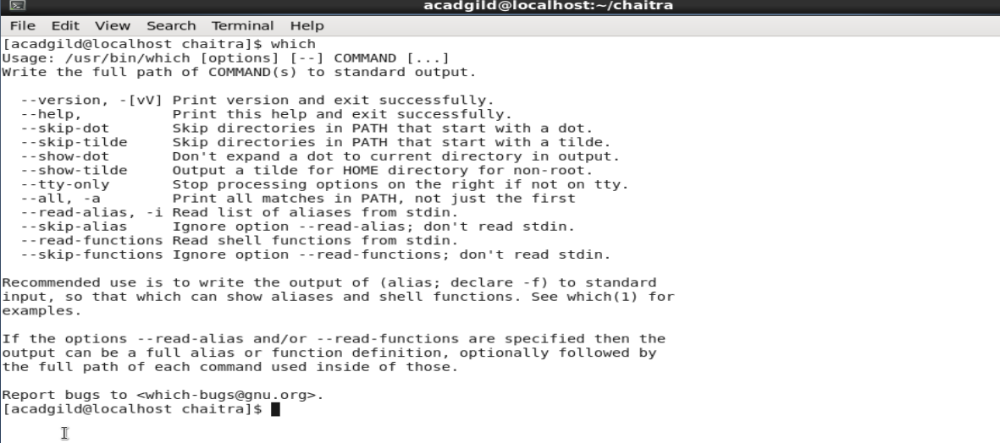 acadgild@localhost:~/chaitra
File Edit View Search Terminal Help
[acadgild@localhost chaitra]$ which
Usage: /usr/bin/which [options] [--] COMMAND [...]
Write the full path of COMMAND(s) to standard output.

  --version, -[vV] Print version and exit successfully.
  --help,          Print this help and exit successfully.
  --skip-dot       Skip directories in PATH that start with a dot.
  --skip-tilde     Skip directories in PATH that start with a tilde.
  --show-dot       Don't expand a dot to current directory in output.
  --show-tilde     Output a tilde for HOME directory for non-root.
  --tty-only       Stop processing options on the right if not on tty.
  --all, -a        Print all matches in PATH, not just the first
  --read-alias, -i Read list of aliases from stdin.
  --skip-alias     Ignore option --read-alias; don't read stdin.
  --read-functions Read shell functions from stdin.
  --skip-functions Ignore option --read-functions; don't read stdin.

Recommended use is to write the output of (alias; declare -f) to standard
input, so that which can show aliases and shell functions. See which(1) for
examples.

If the options --read-alias and/or --read-functions are specified then the
output can be a full alias or function definition, optionally followed by
the full path of each command used inside of those.

Report bugs to <which-bugs@gnu.org>.
[acadgild@localhost chaitra]$